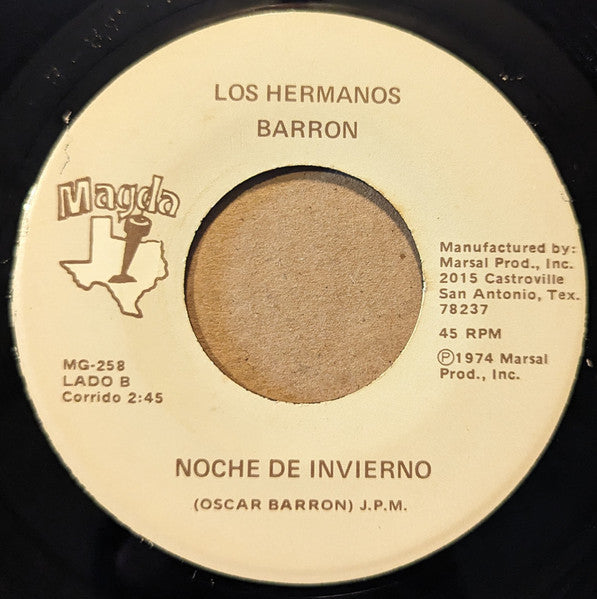 LOS HERMANOS
BARRON
Magda
MG-258
LADO B
Corrido 2:45
Manufactured by:
Marsal Prod., Inc.
2015 Castroville
San Antonio, Tex.
78237
45 RPM
Ⓟ1974 Marsal
Prod., Inc.
NOCHE DE INVIERNO
(OSCAR BARRON) J.P.M.